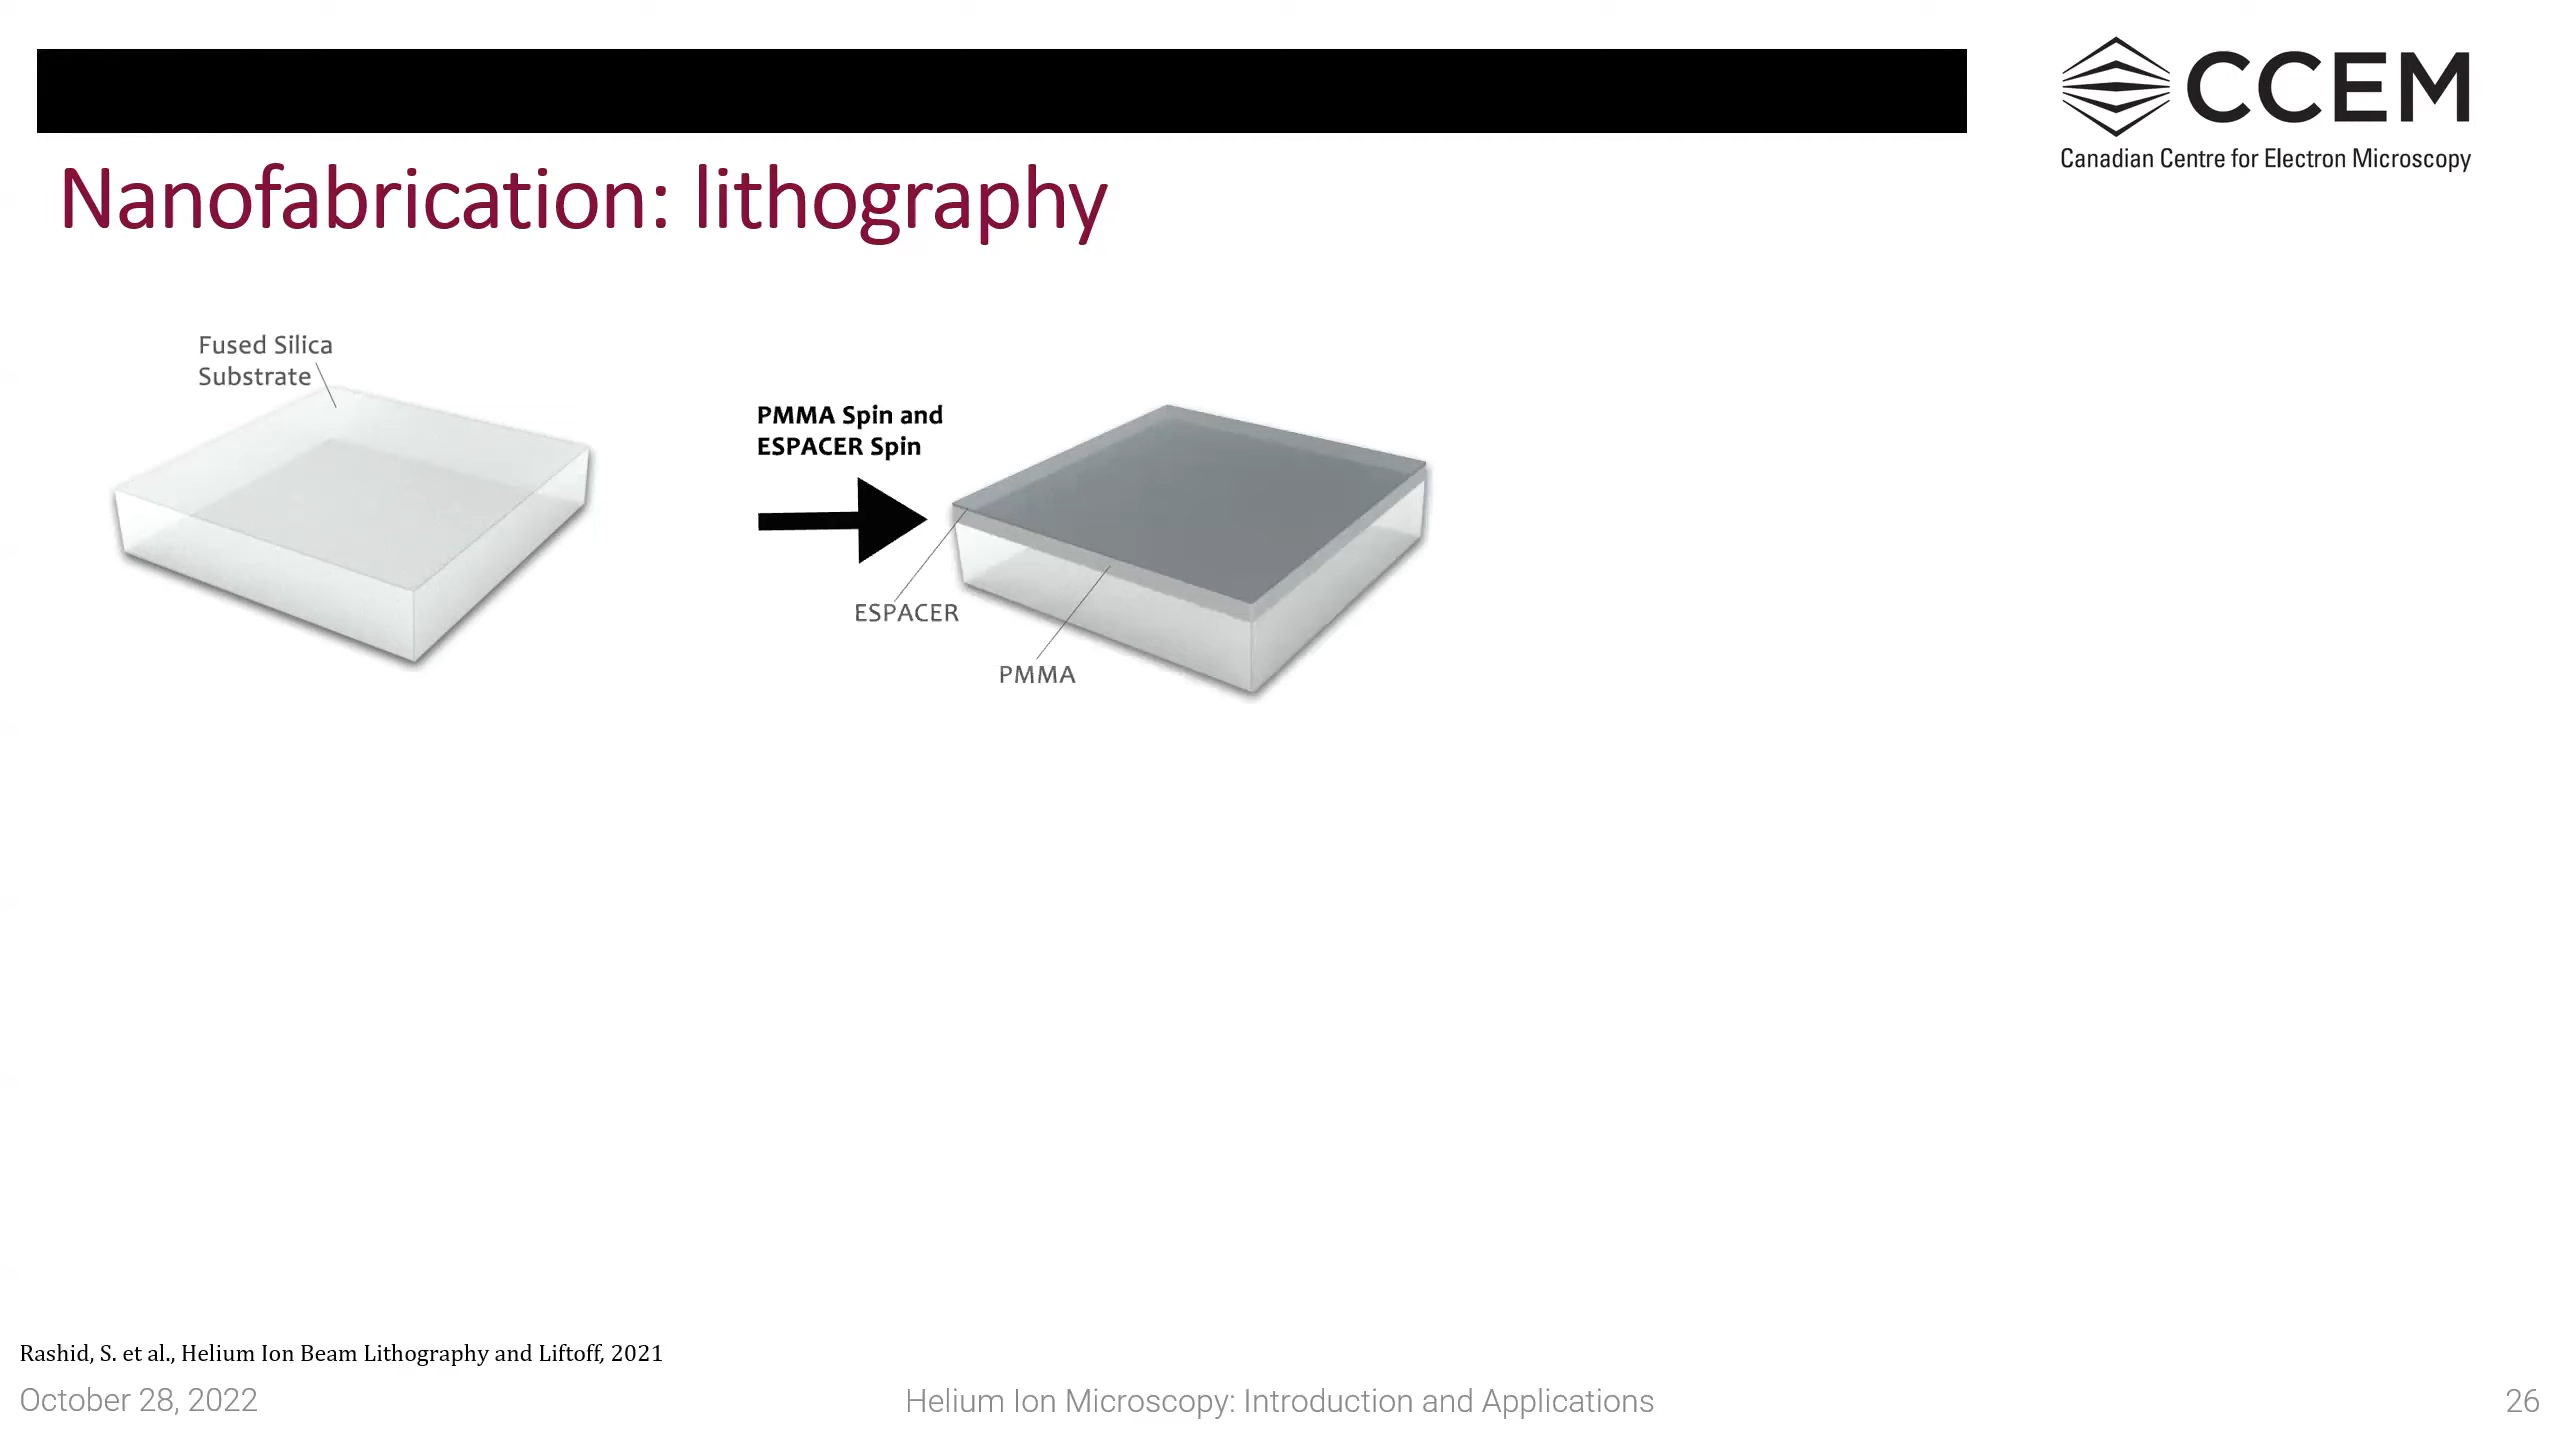 CCEM
Canadian Centre for Electron Microscopy
Nanofabrication: lithography
Fused Silica
Substrate
PMMA Spin and
ESPACER Spin
ESPACER
PMMA
Rashid, S. et al., Helium Ion Beam Lithography and Liftoff, 2021
October 28, 2022
Helium Ion Microscopy: Introduction and Applications
26